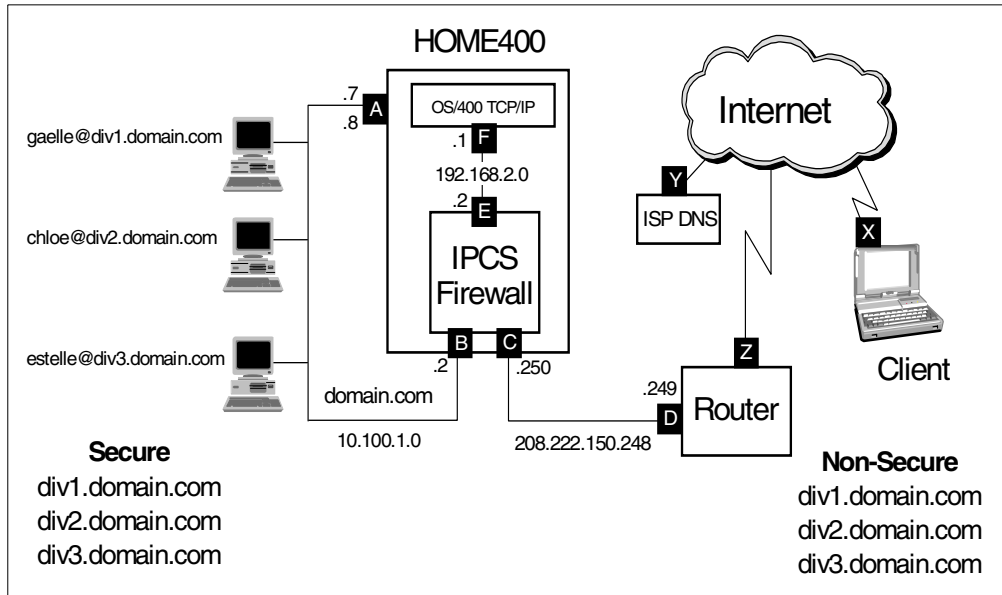 HOME400
.7
A
.8
OS/400 TCP/IP
.1
F
192.168.2.0
.2
E
IPCS
Firewall
B
C
.2
.250
gaelle@div1.domain.com
chloe@div2.domain.com
estelle@div3.domain.com
domain.com
10.100.1.0
Internet
Y
ISP DNS
X
Client
Z
.249
D
Router
208.222.150.248
Secure
div1.domain.com
div2.domain.com
div3.domain.com
Non-Secure
div1.domain.com
div2.domain.com
div3.domain.com